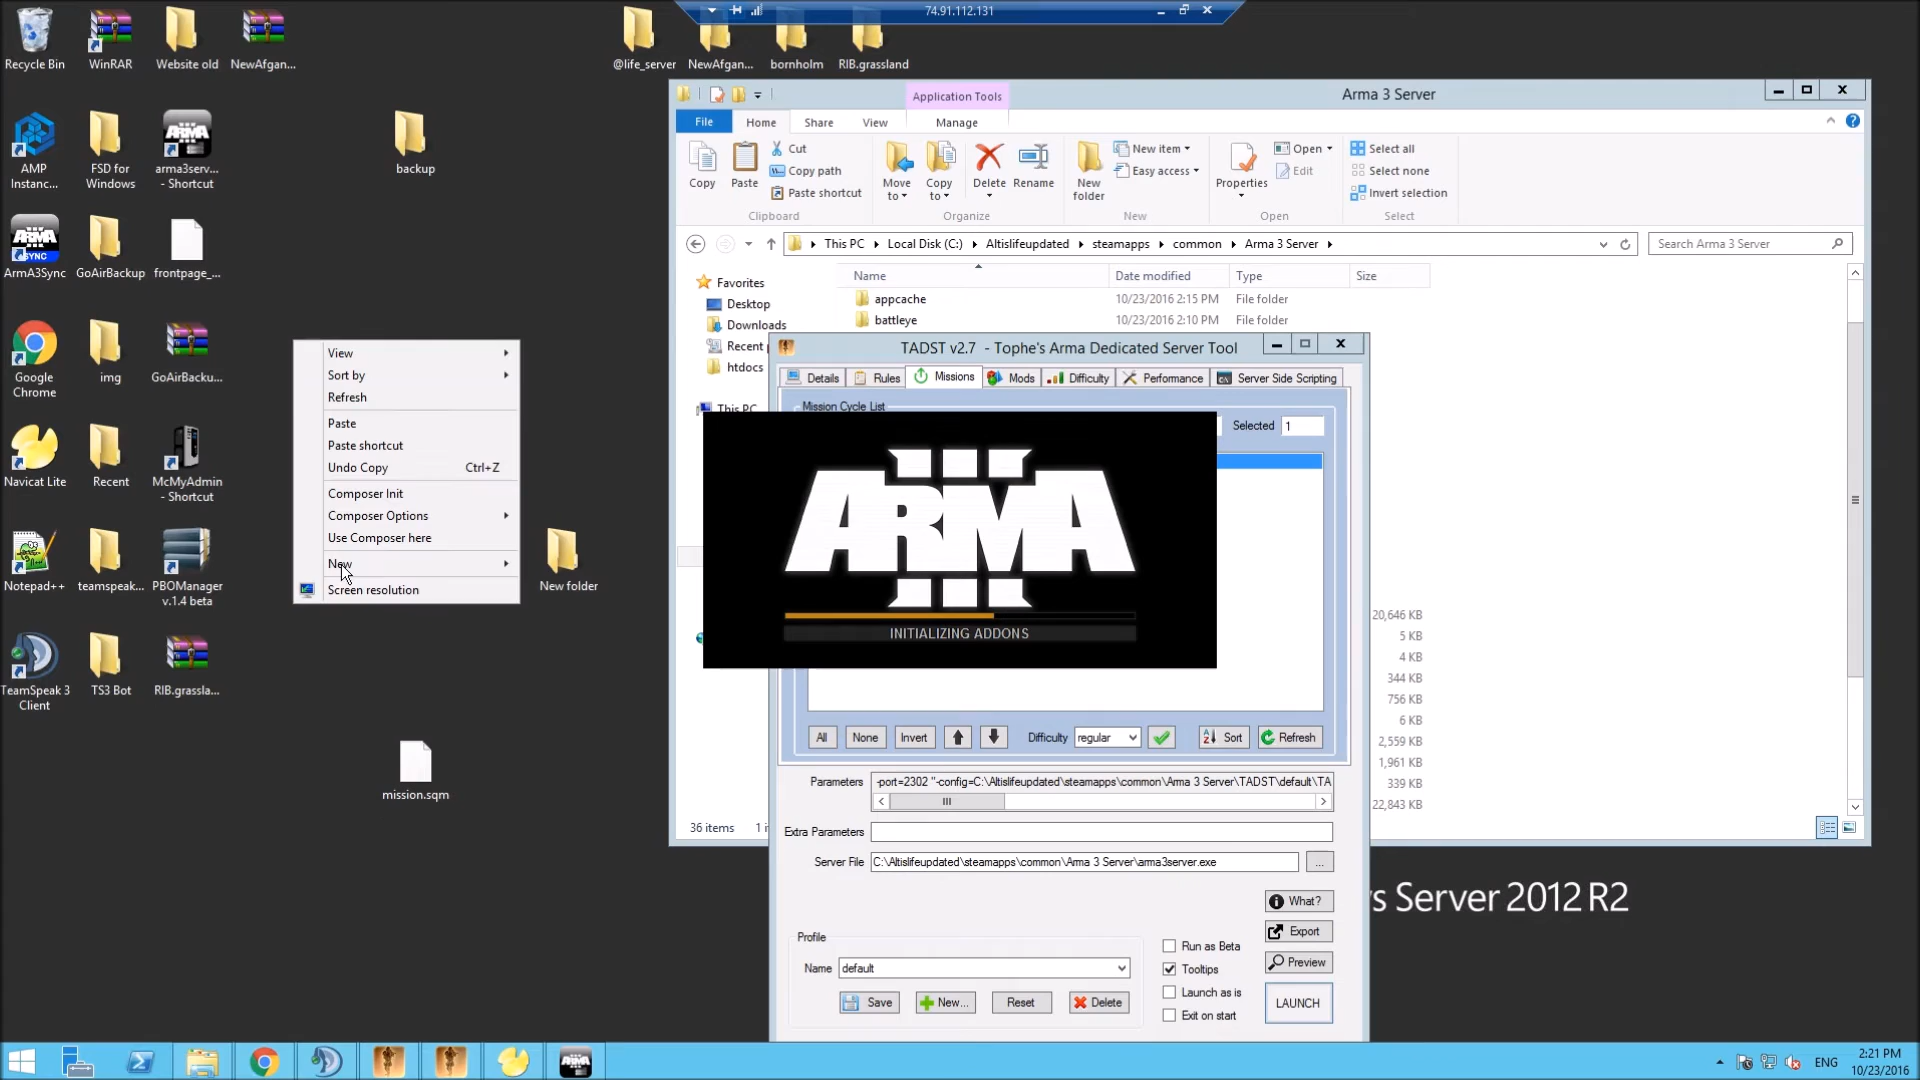 74.91.112.131
Recycle Bin
WinRAR
Website old
NewAfgan...
@life_server
NewAfgan...
bornholm
RIB.grassland
AMP
Instanc...
FSD for
Windows
arma3serv...
- Shortcut
backup
ArmA3Sync
GoAirBackup
frontpage_...
Google
Chrome
img
GoAirBacku...
Navicat Lite
Recent
McMyAdmin
- Shortcut
Notepad++
teamspeak...
PBOManager
v.1.4 beta
New folder
TeamSpeak 3
Client
TS3 Bot
RIB.grassla...
mission.sqm
View
Sort by
Refresh
Paste
Paste shortcut
Undo Copy Ctrl+Z
Composer Init
Composer Options
Use Composer here
New
Screen resolution
Application Tools
Arma 3 Server
File Home Share View Manage
Copy
Paste
Cut
Copy path
Paste shortcut
Clipboard
Move
to
Copy
to
Delete
Rename
Organize
New
folder
New item
Easy access
New
Properties
Open
Edit
Open
Select all
Select none
Invert selection
Select
This PC Local Disk (C:) Altislifeupdated steamapps common Arma 3 Server
Search Arma 3 Server
Name Date modified Type Size
Favorites
Desktop
Downloads
Recent
htdocs
This PC
appcache 10/23/2016 2:15 PM File folder
battleye 10/23/2016 2:10 PM File folder
20,646 KB
5 KB
4 KB
344 KB
756 KB
6 KB
2,559 KB
1,961 KB
339 KB
22,843 KB
36 items
TADST v2.7 - Tophe's Arma Dedicated Server Tool
Details Rules Missions Mods Difficulty Performance Server Side Scripting
Mission Cycle List
Selected 1
ARMA
III
INITIALIZING ADDONS
All None Invert Difficulty regular Sort Refresh
Parameters -port=2302 "-config=C:\Altislifeupdated\steamapps\common\Arma 3 Server\TADST\default\TA
Extra Parameters
Server File C:\Altislifeupdated\steamapps\common\Arma 3 Server\arma3server.exe ...
What?
Export
Preview
LAUNCH
Profile
Name default
Save New... Reset Delete
Run as Beta
Tooltips
Launch as is
Exit on start
s Server 2012 R2
ENG
2:21 PM
10/23/2016